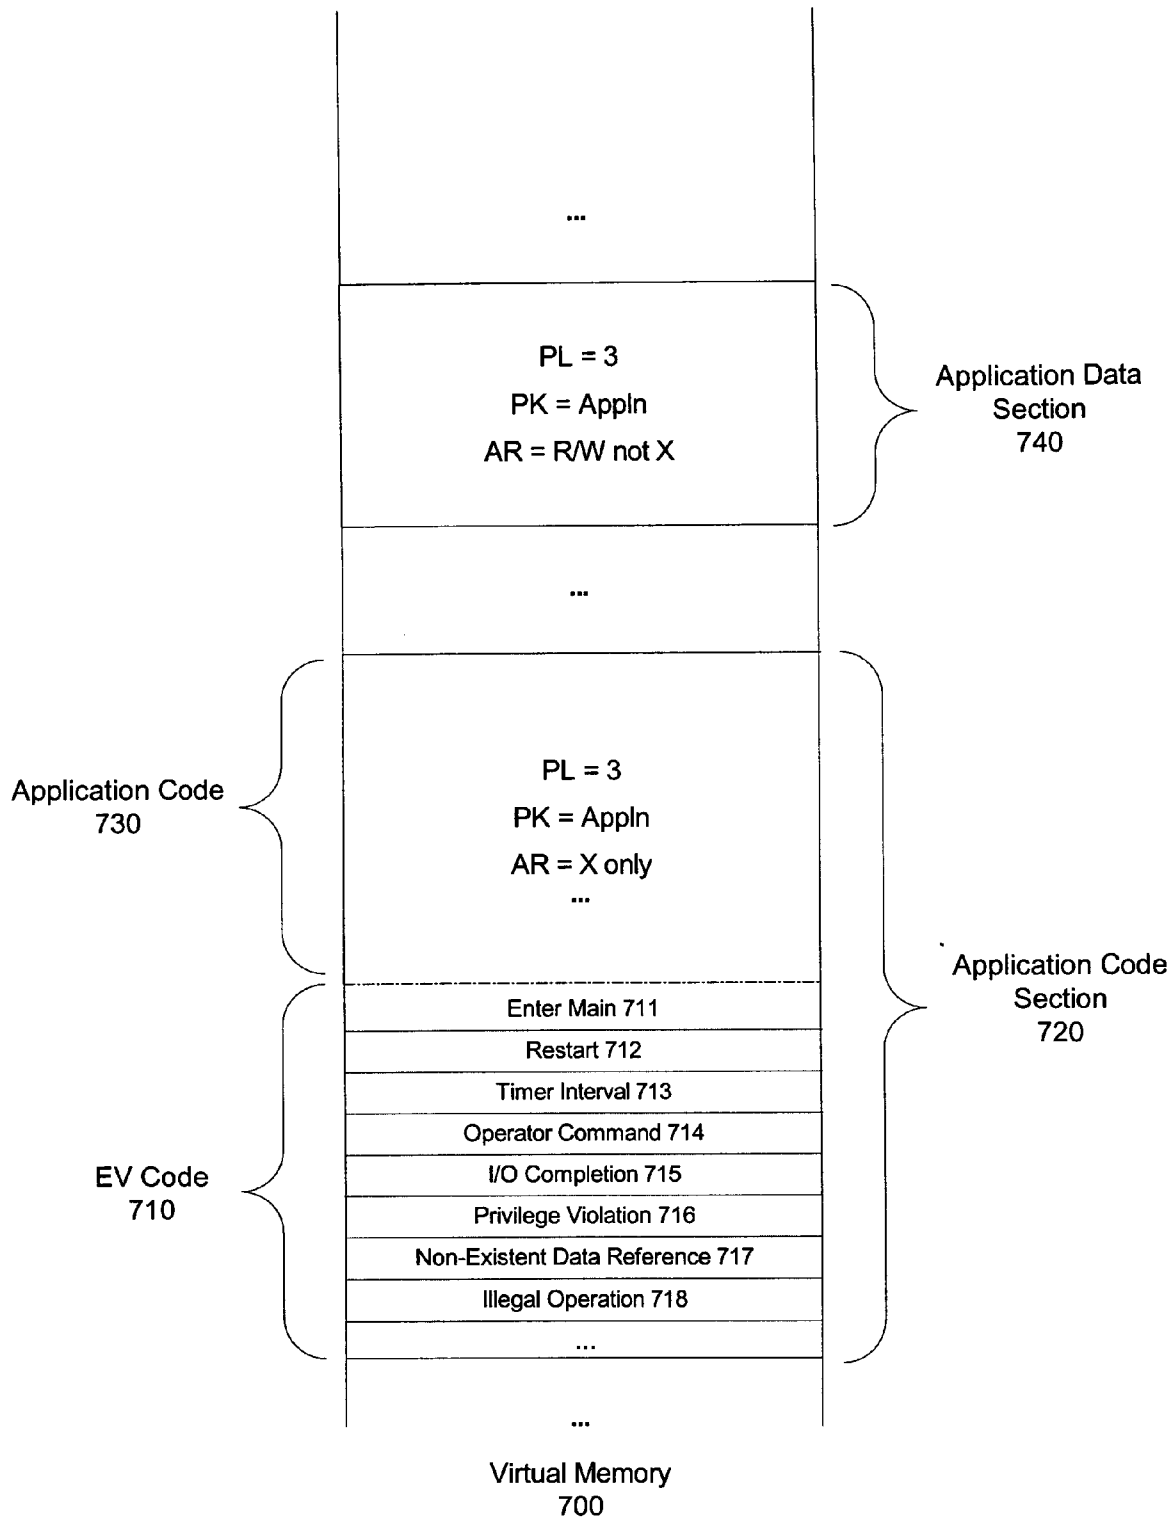 ...
PL = 3
PK = Appln
AR = R/W not X
Application Data
Section
740
...
Application Code
730
PL = 3
PK = Appln
AR = X only
...
Application Code
Section
720
Enter Main 711
Restart 712
Timer Interval 713
Operator Command 714
I/O Completion 715
Privilege Violation 716
Non-Existent Data Reference 717
Illegal Operation 718
...
EV Code
710
...
Virtual Memory
700